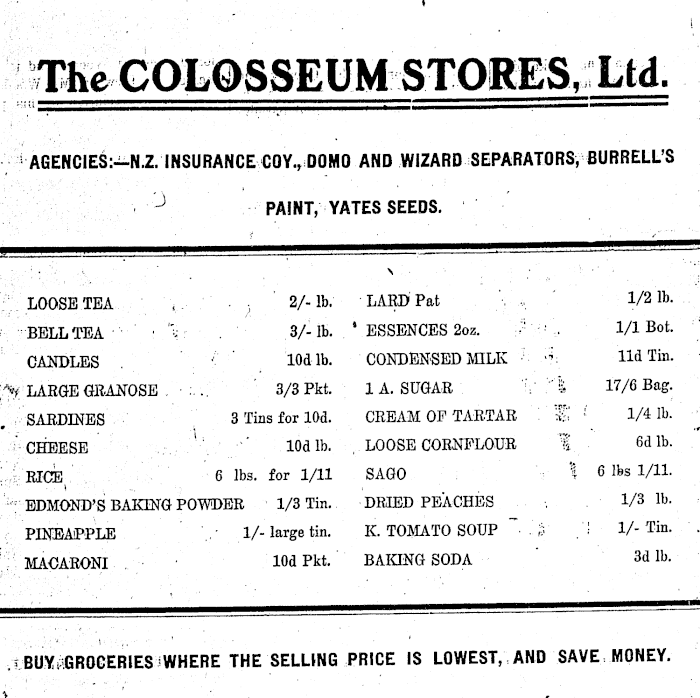 The COLOSSEUM STORES, Ltd.
AGENCIES:—N.Z. INSURANCE COY., DOMO AND WIZARD SEPARATORS, BURRELL'S
PAINT, YATES SEEDS.
LOOSE TEA 2/- lb.
BELL TEA 3/- lb.
CANDLES 10d lb.
LARGE GRANOSE 3/3 Pkt.
SARDINES 3 Tins for 10d.
CHEESE 10d lb.
RICE 6 lbs. for 1/11
EDMOND'S BAKING POWDER 1/3 Tin.
PINEAPPLE 1/- large tin.
MACARONI 10d Pkt.
LARD Pat 1/2 lb.
ESSENCES 2oz. 1/1 Bot.
CONDENSED MILK 11d Tin.
1 A. SUGAR 17/6 Bag.
CREAM OF TARTAR 1/4 lb.
LOOSE CORNFLOUR 6d lb.
SAGO 6 lbs 1/11.
DRIED PEACHES 1/3 lb.
K. TOMATO SOUP 1/- Tin.
BAKING SODA 3d lb.
BUY GROCERIES WHERE THE SELLING PRICE IS LOWEST, AND SAVE MONEY.